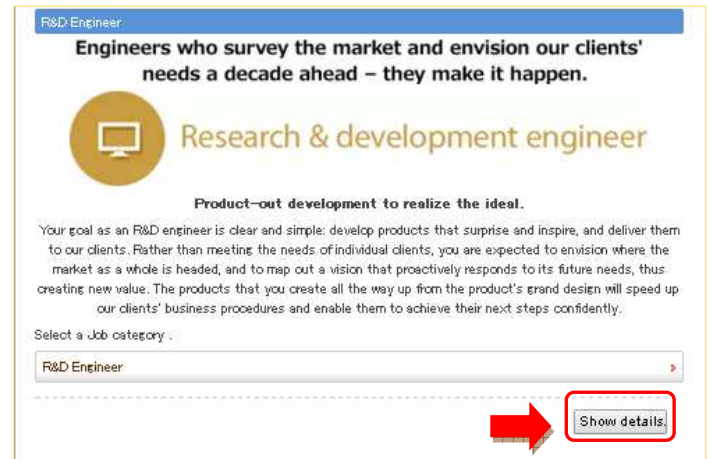 R&D Engineer
Engineers who survey the market and envision our clients'
needs a decade ahead – they make it happen.
Research & development engineer
Product-out development to realize the ideal.
Your goal as an R&D engineer is clear and simple: develop products that surprise and inspire, and deliver them
to our clients. Rather than meeting the needs of individual clients, you are expected to envision where the
market as a whole is headed, and to map out a vision that proactively responds to its future needs, thus
creating new value. The products that you create all the way up from the product's grand design will speed up
our clients' business procedures and enable them to achieve their next steps confidently.
Select a Job category .
R&D Engineer
Show details.